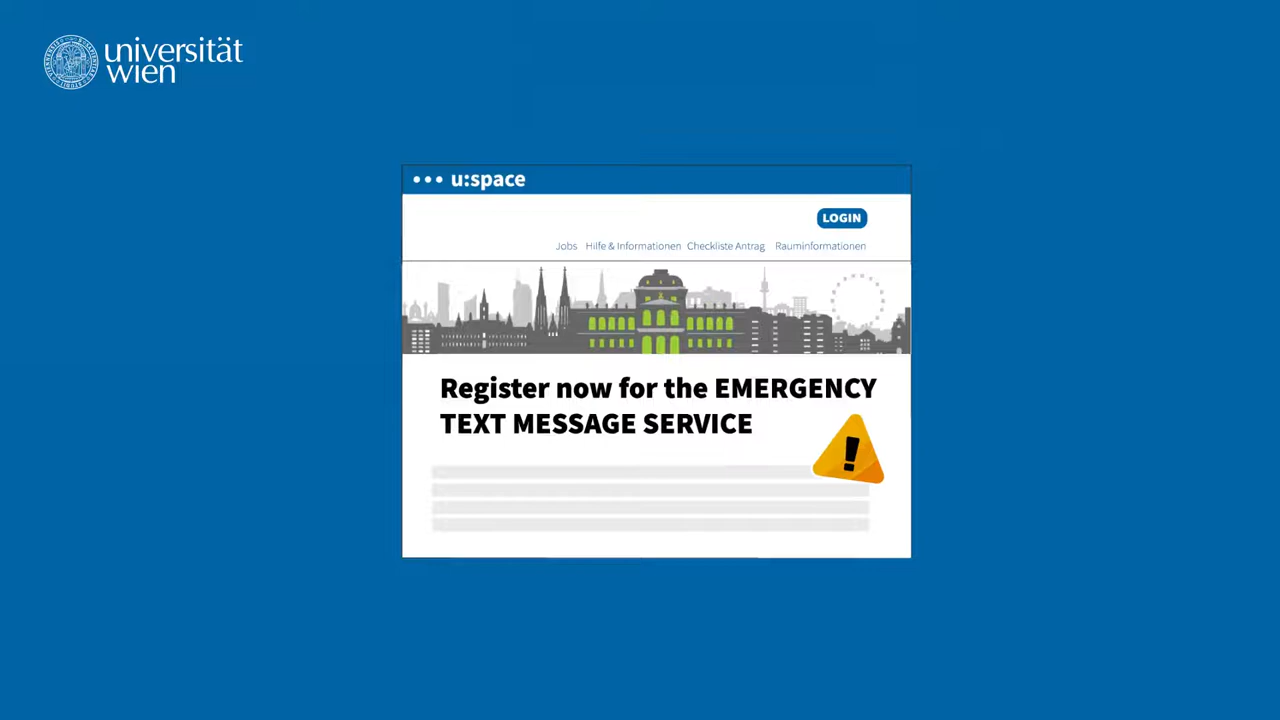 universität
wien
u:space
LOGIN
Jobs Hilfe & Informationen Checkliste Antrag Rauminformationen
Register now for the EMERGENCY
TEXT MESSAGE SERVICE